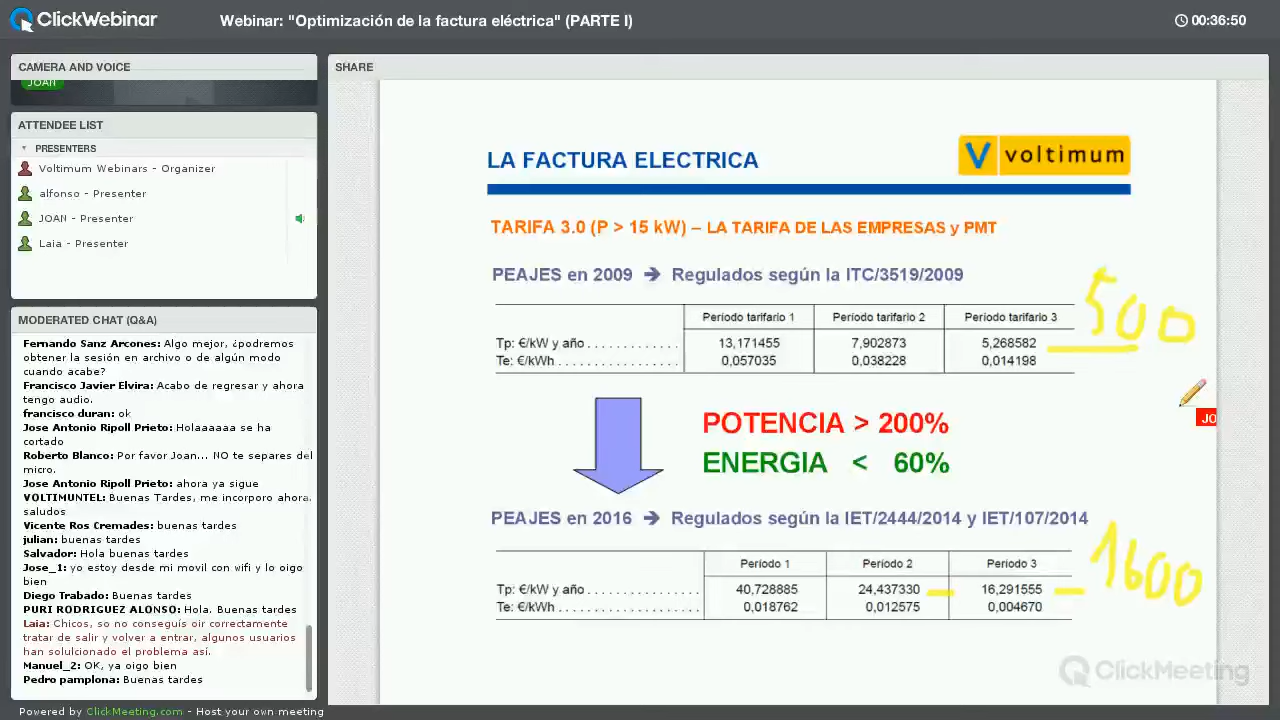 ClickWebinar
Webinar: "Optimización de la factura eléctrica" (PARTE I)
00:36:50
CAMERA AND VOICE
JOAN
ATTENDEE LIST
PRESENTERS
Voltimum Webinars - Organizer
alfonso - Presenter
JOAN - Presenter
Laia - Presenter
MODERATED CHAT (Q&A)
Fernando Sanz Arcones: Algo mejor, ¿podremos
obtener la sesión en archivo o de algún modo
cuando acabe?
Francisco Javier Elvira: Acabo de regresar y ahora
tengo audio.
francisco duran: ok
Jose Antonio Ripoll Prieto: Holaaaaaa se ha
cortado
Roberto Blanco: Por favor Joan... NO te separes del
micro.
Jose Antonio Ripoll Prieto: ahora ya sigue
VOLTIMUNTEL: Buenas Tardes, me incorporo ahora.
saludos
Vicente Ros Creuades: Buenas tardes
julian: buenas tardes
Salvador: Hola buenas tardes
Jose_1: yo estoy desde mi movil con wifi y lo oigo
bien
Diego Trabado: buenas tardes
PURI RODRIGUEZ ALONSO: hola. Buenas tardes
Laia: Chicos, so no conseguís oir correctamente
tratar de salir y volver a entrar, algunos usuarios
han solulcionado el problema así.
Manuel_2: OK. ya oigo bien
Pedro panadera: Buenas tardes
Powered by ClickMeeting.com - Host your own meeting
SHARE
LA FACTURA ELECTRICA
V voltimum
TARIFA 3.0 (P > 15 kW) – LA TARIFA DE LAS EMPRESAS y PMT
PEAJES en 2009 ➔ Regulados según la ITC/3519/2009
Período tarifario 1 Período tarifario 2 Período tarifario 3
Tp: €/kW y año . . . . . . . . . . . . . 13,171455 7,902873 5,268582
Te: €/kWh . . . . . . . . . . . . . . . . . 0,057035 0,038228 0,014198
500
JO
POTENCIA > 200%
ENERGIA < 60%
PEAJES en 2016 ➔ Regulados según la IET/2444/2014 y IET/107/2014
Período 1 Período 2 Período 3
Tp: €/kW y año . . . . . . . . . . . . . . . . 40,728885 24,437330 16,291555
Te: €/kWh . . . . . . . . . . . . . . . . . . . . 0,018762 0,012575 0,004670
1600
ClickMeeting